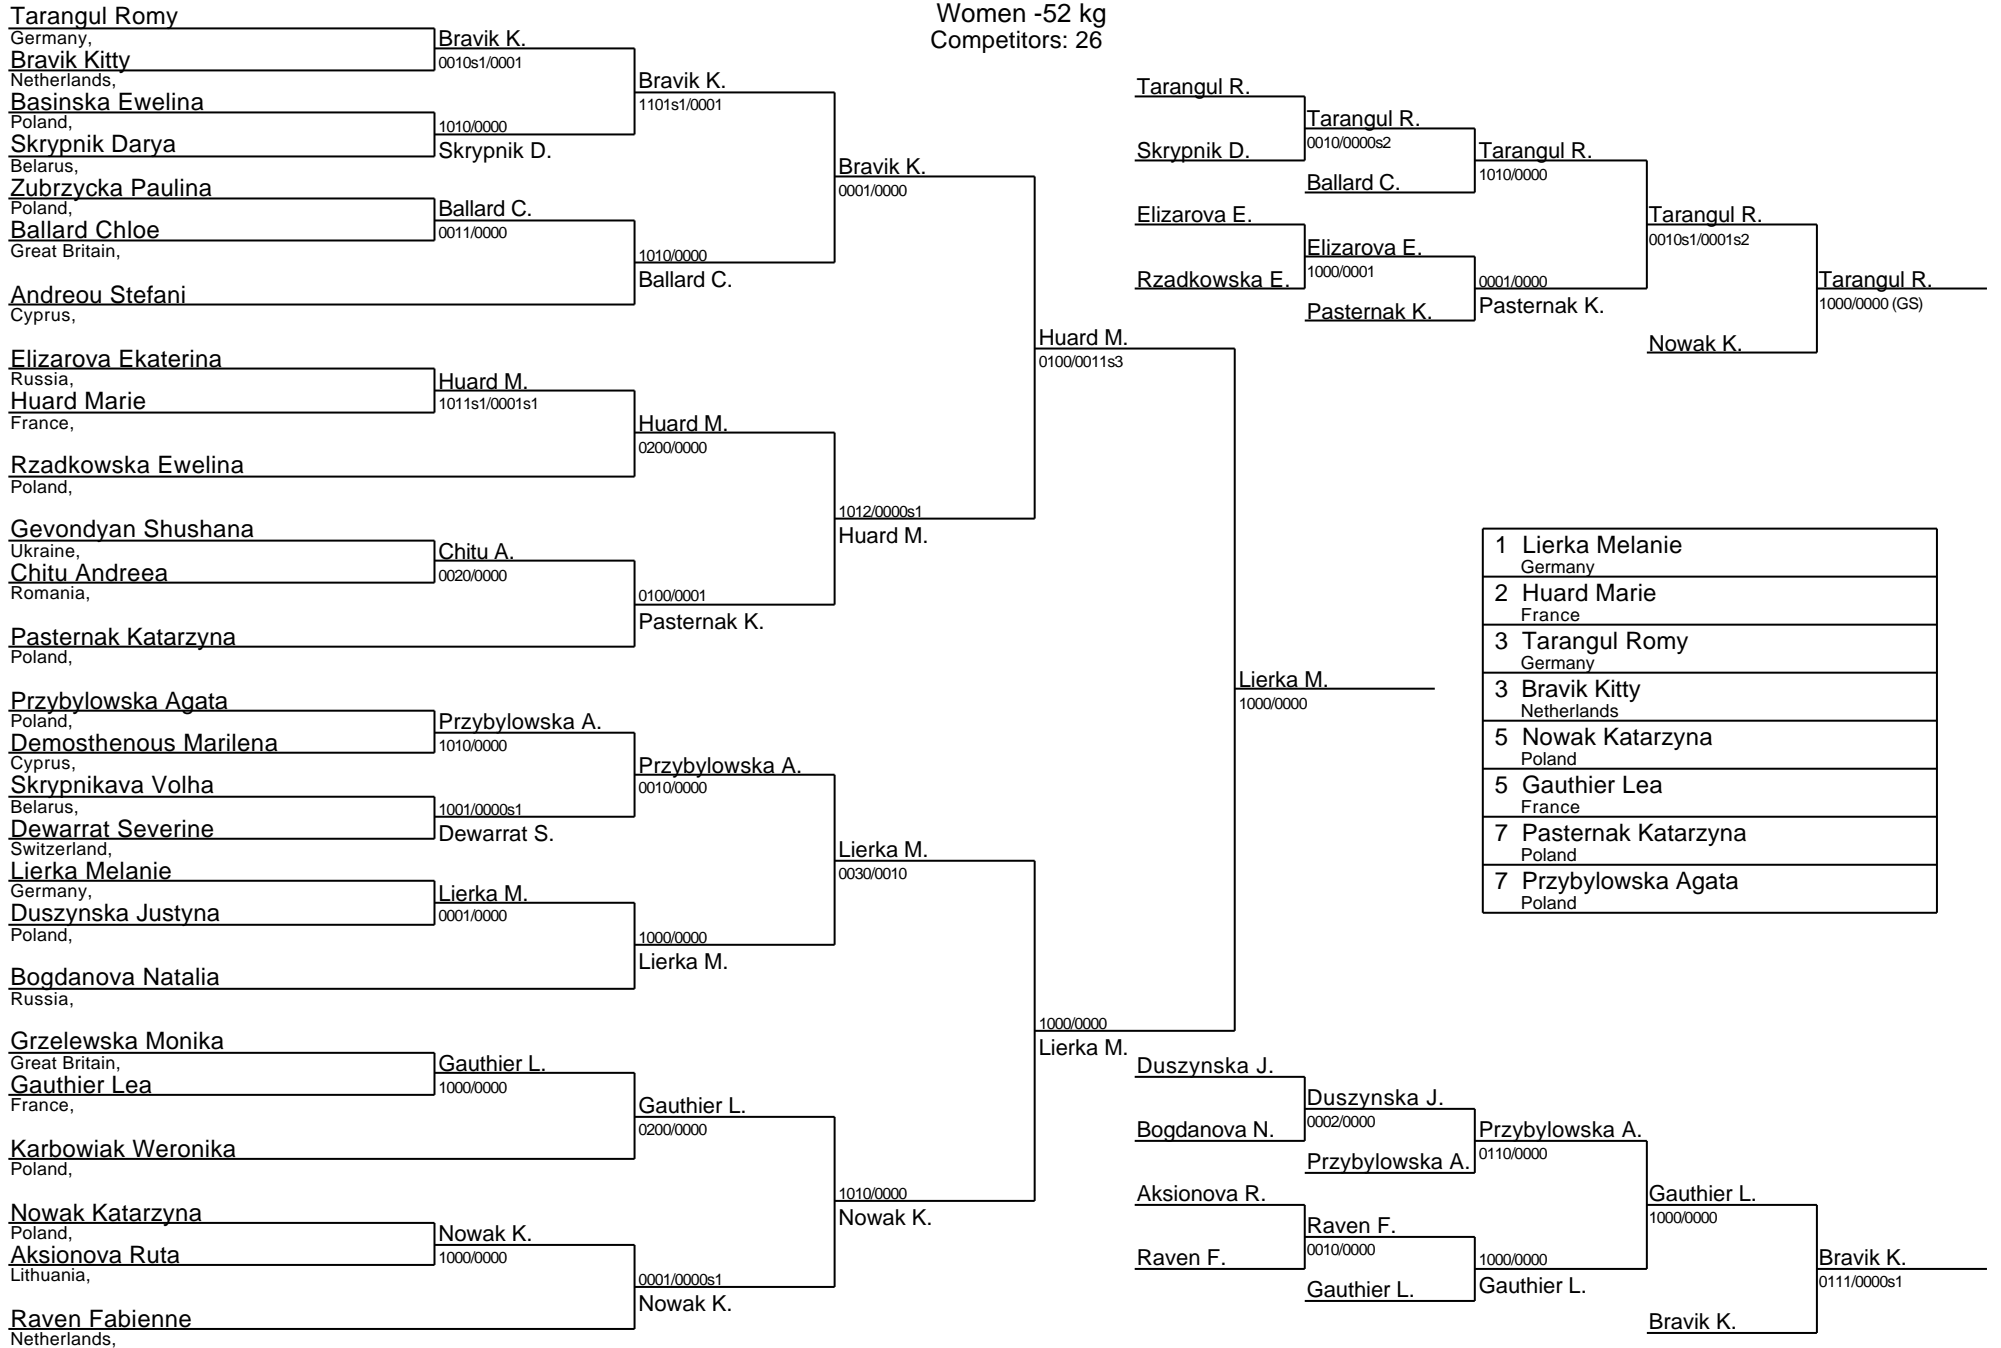 Women -52 kg
Competitors: 26
Tarangul Romy
Germany,
Bravik Kitty
Netherlands,
Basinska Ewelina
Poland,
Skrypnik Darya
Belarus,
Zubrzycka Paulina
Poland,
Ballard Chloe
Great Britain,
Andreou Stefani
Cyprus,
Elizarova Ekaterina
Russia,
Huard Marie
France,
Rzadkowska Ewelina
Poland,
Gevondyan Shushana
Ukraine,
Chitu Andreea
Romania,
Pasternak Katarzyna
Poland,
Przybylowska Agata
Poland,
Demosthenous Marilena
Cyprus,
Skrypnikava Volha
Belarus,
Dewarrat Severine
Switzerland,
Lierka Melanie
Germany,
Duszynska Justyna
Poland,
Bogdanova Natalia
Russia,
Grzelewska Monika
Great Britain,
Gauthier Lea
France,
Karbowiak Weronika
Poland,
Nowak Katarzyna
Poland,
Aksionova Ruta
Lithuania,
Raven Fabienne
Netherlands,
Bravik K.
0010s1/0001
1010/0000
Skrypnik D.
Ballard C.
0011/0000
Huard M.
1011s1/0001s1
Chitu A.
0020/0000
Przybylowska A.
1010/0000
1001/0000s1
Dewarrat S.
Lierka M.
0001/0000
Gauthier L.
1000/0000
Nowak K.
1000/0000
Bravik K.
1101s1/0001
1010/0000
Ballard C.
Huard M.
0200/0000
0100/0001
Pasternak K.
Przybylowska A.
0010/0000
1000/0000
Lierka M.
Gauthier L.
0200/0000
0001/0000s1
Nowak K.
Bravik K.
0001/0000
1012/0000s1
Huard M.
Lierka M.
0030/0010
1010/0000
Nowak K.
Huard M.
0100/0011s3
1000/0000
Lierka M.
Lierka M.
1000/0000
Tarangul R.
Skrypnik D.
Elizarova E.
Rzadkowska E.
Tarangul R.
0010/0000s2
Ballard C.
Elizarova E.
1000/0001
Pasternak K.
Tarangul R.
1010/0000
0001/0000
Pasternak K.
Tarangul R.
0010s1/0001s2
Nowak K.
Tarangul R.
1000/0000 (GS)
1 Lierka Melanie
Germany
2 Huard Marie
France
3 Tarangul Romy
Germany
3 Bravik Kitty
Netherlands
5 Nowak Katarzyna
Poland
5 Gauthier Lea
France
7 Pasternak Katarzyna
Poland
7 Przybylowska Agata
Poland
Duszynska J.
Bogdanova N.
Aksionova R.
Raven F.
Duszynska J.
0002/0000
Przybylowska A.
Raven F.
0010/0000
Gauthier L.
Przybylowska A.
0110/0000
1000/0000
Gauthier L.
Gauthier L.
1000/0000
Bravik K.
Bravik K.
0111/0000s1